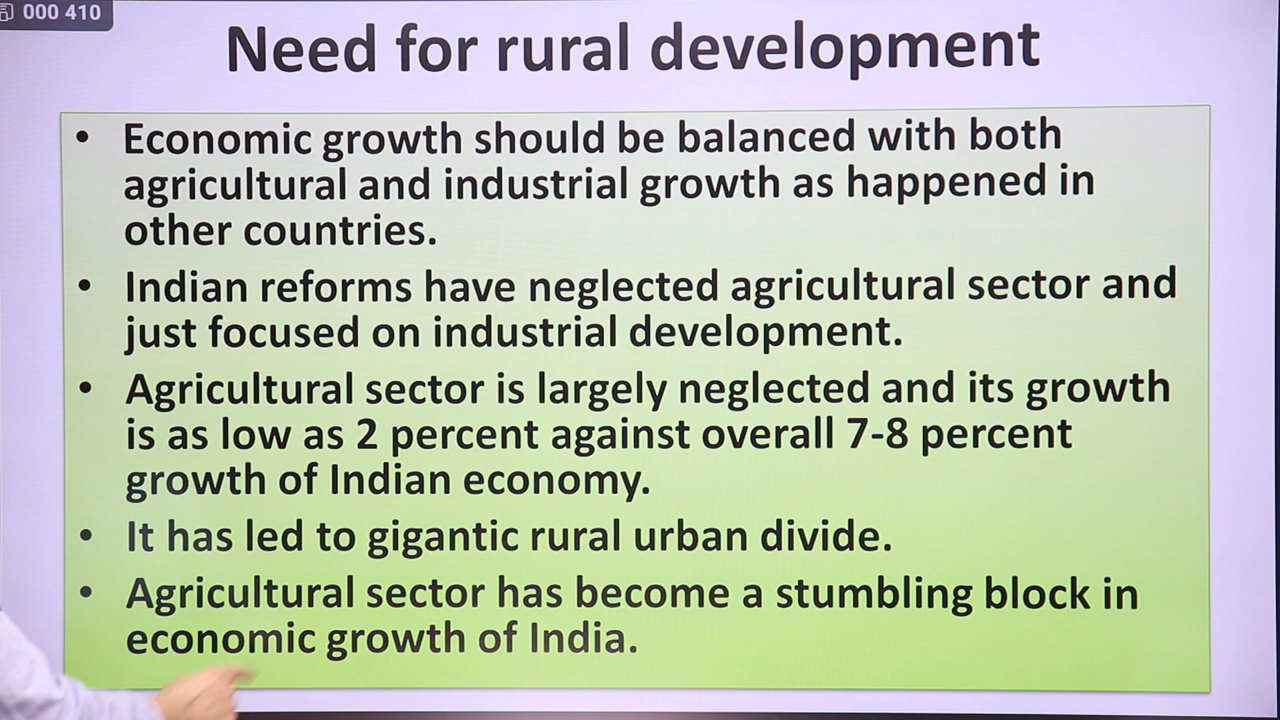 000 410
Need for rural development
• Economic growth should be balanced with both
agricultural and industrial growth as happened in
other countries.
• Indian reforms have neglected agricultural sector and
just focused on industrial development.
• Agricultural sector is largely neglected and its growth
is as low as 2 percent against overall 7-8 percent
growth of Indian economy.
• It has led to gigantic rural urban divide.
• Agricultural sector has become a stumbling block in
economic growth of India.